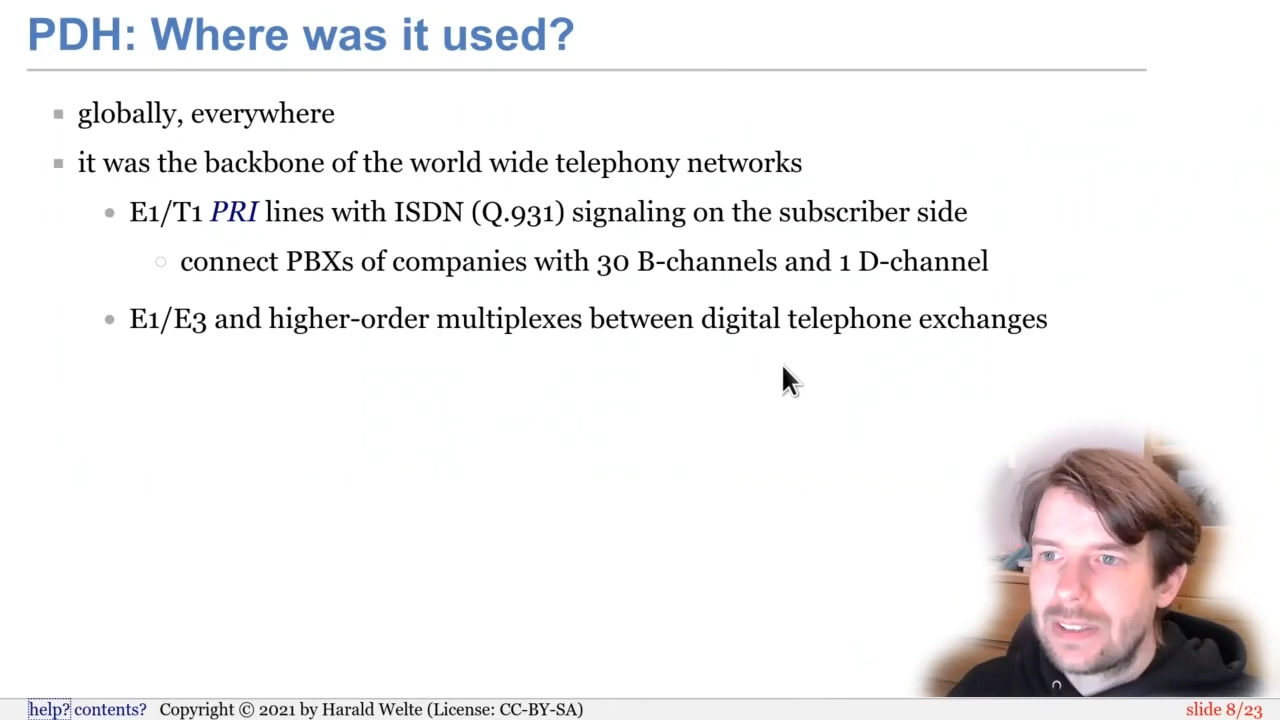 PDH: Where was it used?
globally, everywhere
it was the backbone of the world wide telephony networks
E1/T1 PRI lines with ISDN (Q.931) signaling on the subscriber side
connect PBXs of companies with 30 B-channels and 1 D-channel
E1/E3 and higher-order multiplexes between digital telephone exchanges
help? contents? Copyright © 2021 by Harald Welte (License: CC-BY-SA) slide 8/23